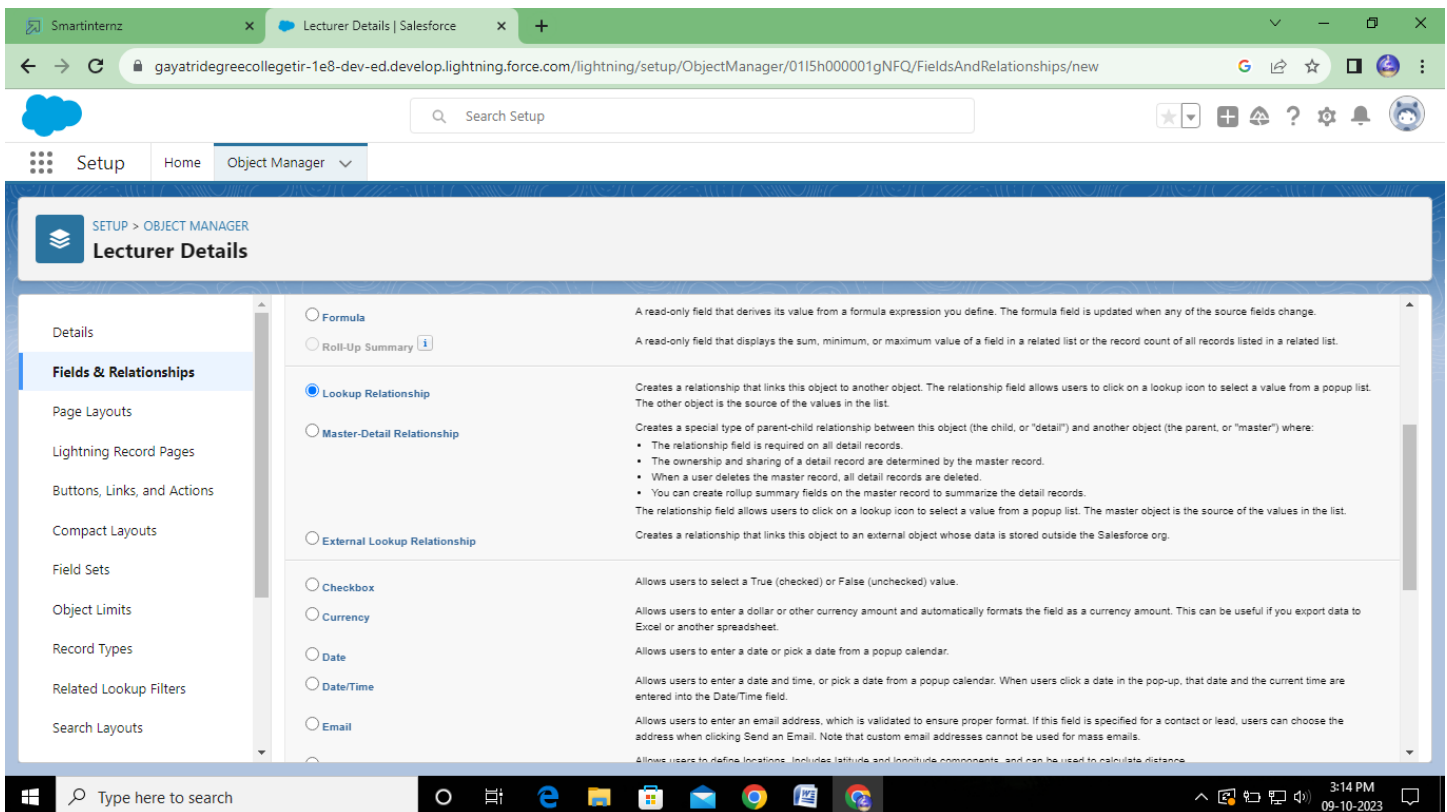 Smartinternz
Lecturer Details | Salesforce
gayatridegreecollegetir-1e8-dev-ed.develop.lightning.force.com/lightning/setup/ObjectManager/01I5h000001gNFQ/FieldsAndRelationships/new
Search Setup
Setup
Home
Object Manager
SETUP > OBJECT MANAGER
Lecturer Details
Details
Fields & Relationships
Page Layouts
Lightning Record Pages
Buttons, Links, and Actions
Compact Layouts
Field Sets
Object Limits
Record Types
Related Lookup Filters
Search Layouts
Formula
A read-only field that derives its value from a formula expression you define. The formula field is updated when any of the source fields change.
Roll-Up Summary
A read-only field that displays the sum, minimum, or maximum value of a field in a related list or the record count of all records listed in a related list.
Lookup Relationship
Creates a relationship that links this object to another object. The relationship field allows users to click on a lookup icon to select a value from a popup list.
The other object is the source of the values in the list.
Master-Detail Relationship
Creates a special type of parent-child relationship between this object (the child, or "detail") and another object (the parent, or "master") where:
• The relationship field is required on all detail records.
• The ownership and sharing of a detail record are determined by the master record.
• When a user deletes the master record, all detail records are deleted.
• You can create rollup summary fields on the master record to summarize the detail records.
The relationship field allows users to click on a lookup icon to select a value from a popup list. The master object is the source of the values in the list.
External Lookup Relationship
Creates a relationship that links this object to an external object whose data is stored outside the Salesforce org.
Checkbox
Allows users to select a True (checked) or False (unchecked) value.
Currency
Allows users to enter a dollar or other currency amount and automatically formats the field as a currency amount. This can be useful if you export data to
Excel or another spreadsheet.
Date
Allows users to enter a date or pick a date from a popup calendar.
Date/Time
Allows users to enter a date and time, or pick a date from a popup calendar. When users click a date in the pop-up, that date and the current time are
entered into the Date/Time field.
Email
Allows users to enter an email address, which is validated to ensure proper format. If this field is specified for a contact or lead, users can choose the
address when clicking Send an Email. Note that custom email addresses cannot be used for mass emails.
Allows users to define locations. Includes latitude and longitude components, and can be used to calculate distance.
Type here to search
3:14 PM
09-10-2023